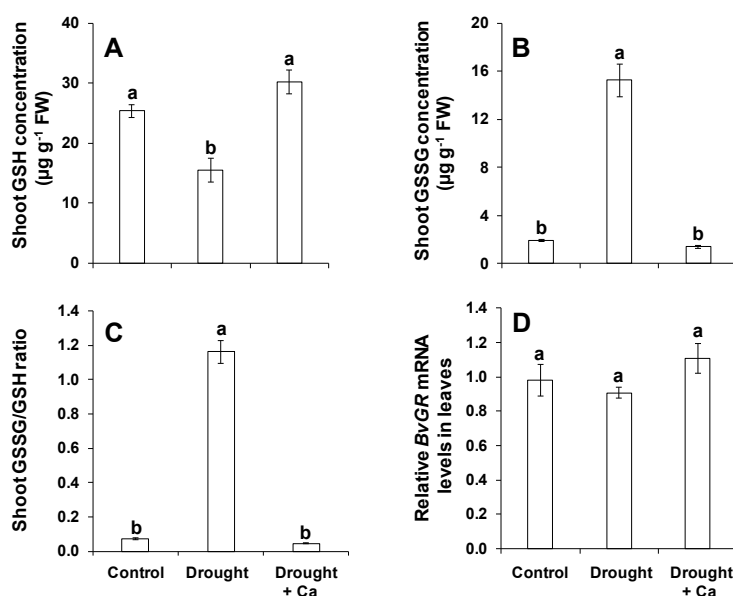 A
Shoot GSH concentration
(µg g⁻¹ FW)
40
30
20
10
0
a
b
a
B
Shoot GSSG concentration
(µg g⁻¹ FW)
20
16
12
8
4
0
b
a
b
C
Shoot GSSG/GSH ratio
1.4
1.2
1.0
0.8
0.6
0.4
0.2
0.0
b
a
b
Control
Drought
Drought
+ Ca
D
Relative BvGR mRNA
levels in leaves
1.4
1.2
1.0
0.8
0.6
0.4
0.2
0.0
a
a
a
Control
Drought
Drought
+ Ca